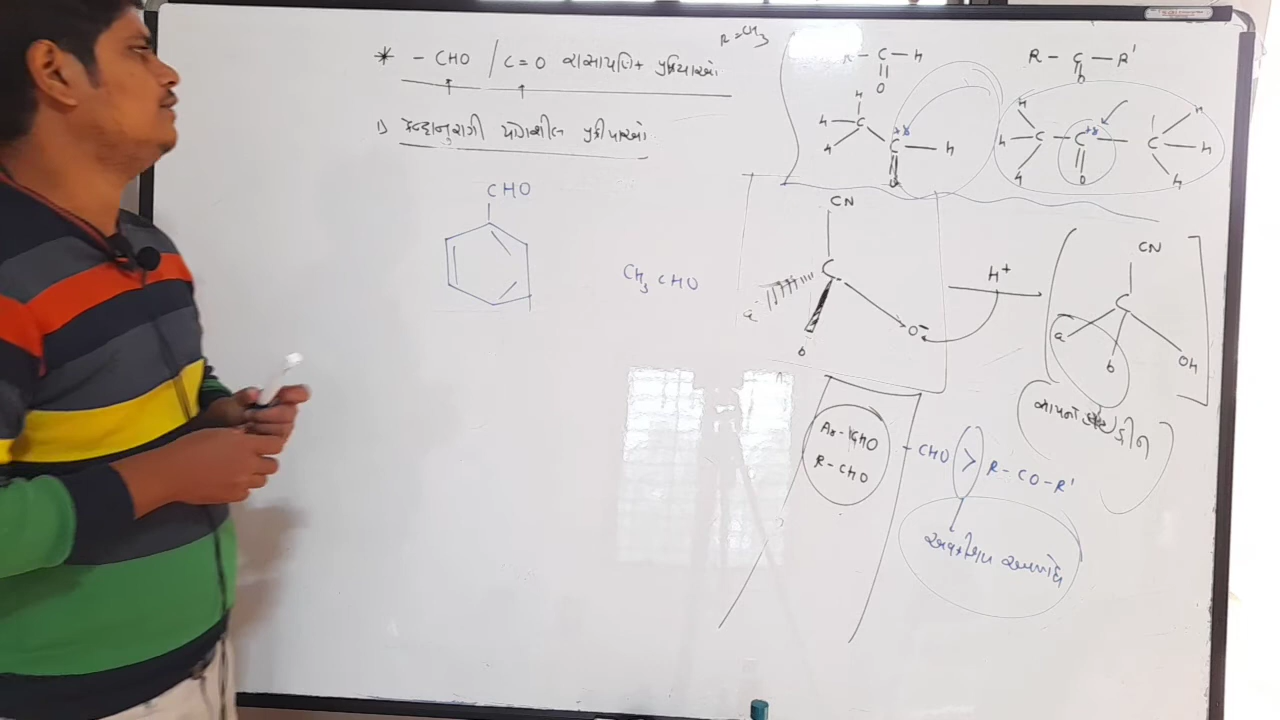 * - CHO / C = O રાસાયણિક પ્રક્રિયાઓ
1) કેન્દ્રાનુરાગી યોગશીલ પ્રક્રિયાઓ
R = CH3
R - C - H
O
R - C - R'
O
H
H C +δ
H C - H
O
H H
H - C - C +δ - C - H
H O H
CHO
CH3 CHO
CN
C
a
b
O-
H+
CN
C
a
b
OH
Ar - CHO
R - CHO
- CHO > R - CO - R'